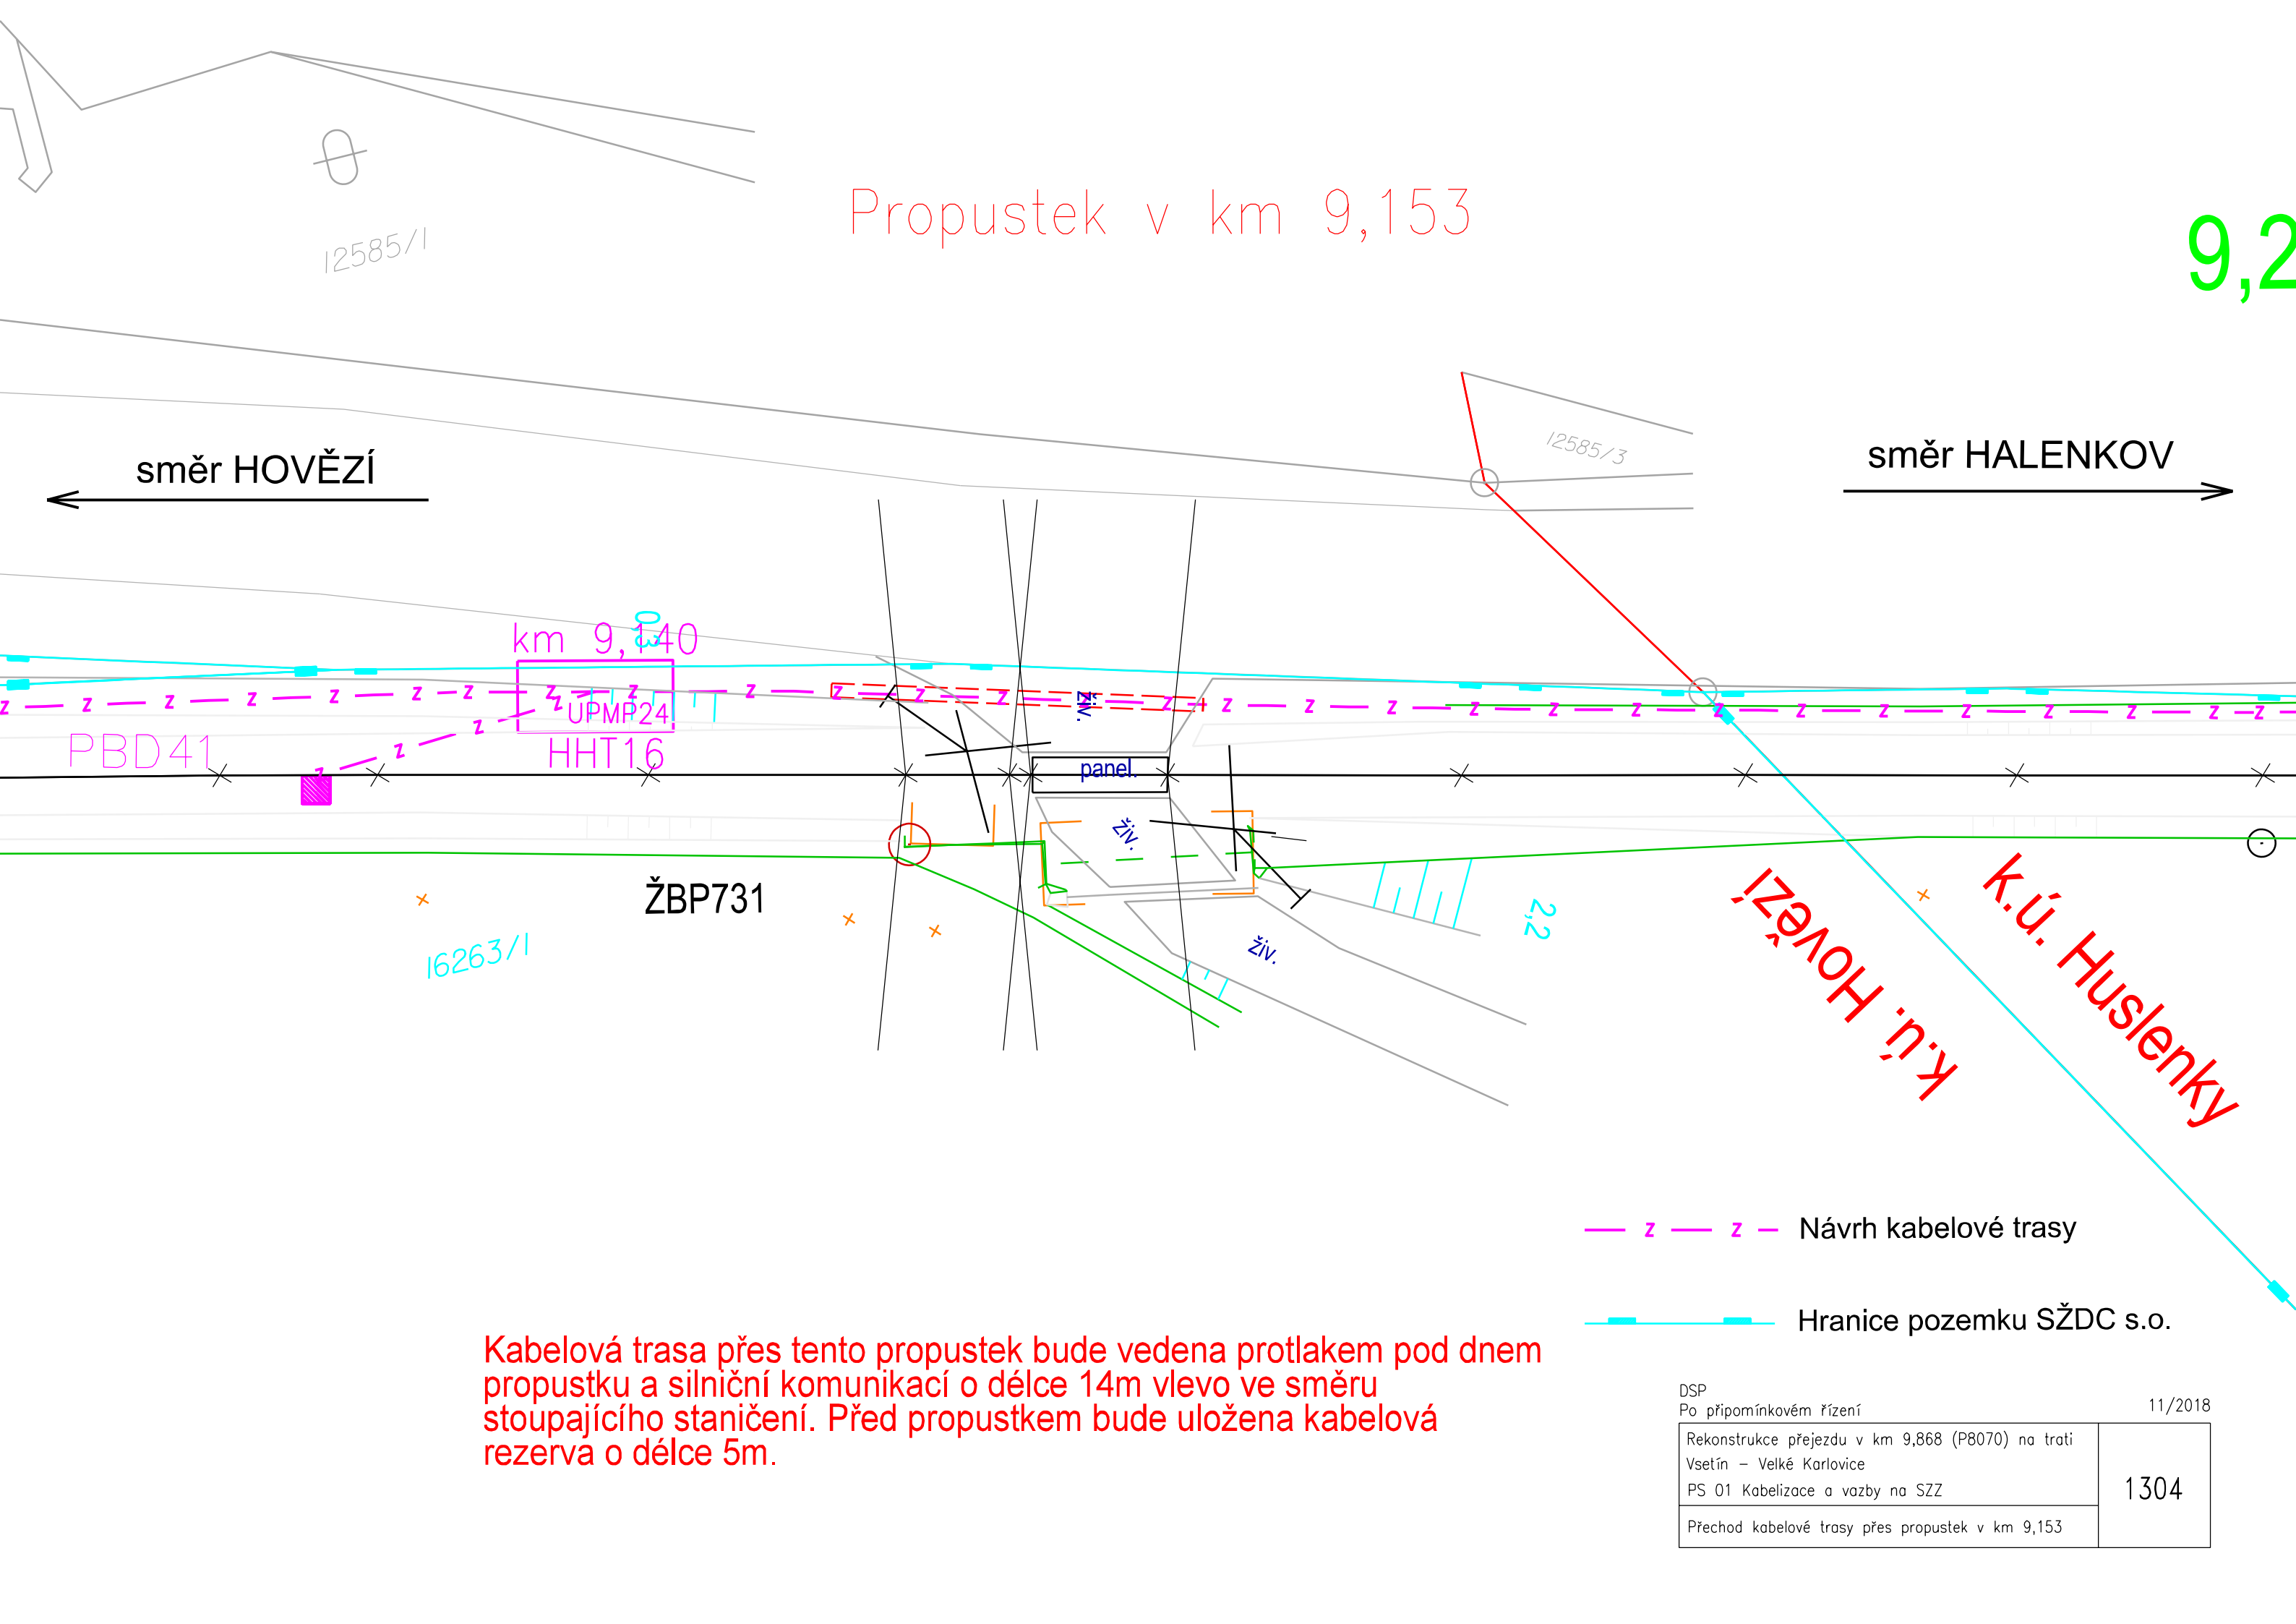 Propustek v km 9,153
9,2
12585/1
12585/3
směr HOVĚZÍ
směr HALENKOV
km 9,140
0,3
UPMP24
HHT16
PBD41
živ.
panel.
živ.
živ.
ŽBP731
16263/1
2,2
k.ú. Hovězí
k.ú. Huslenky
z z Návrh kabelové trasy
Hranice pozemku SŽDC s.o.
Kabelová trasa přes tento propustek bude vedena protlakem pod dnem
propustku a silniční komunikací o délce 14m vlevo ve směru
stoupajícího staničení. Před propustkem bude uložena kabelová
rezerva o délce 5m.
DSP
Po připomínkovém řízení 11/2018
Rekonstrukce přejezdu v km 9,868 (P8070) na trati
Vsetín – Velké Karlovice
PS 01 Kabelizace a vazby na SZZ
1304
Přechod kabelové trasy přes propustek v km 9,153